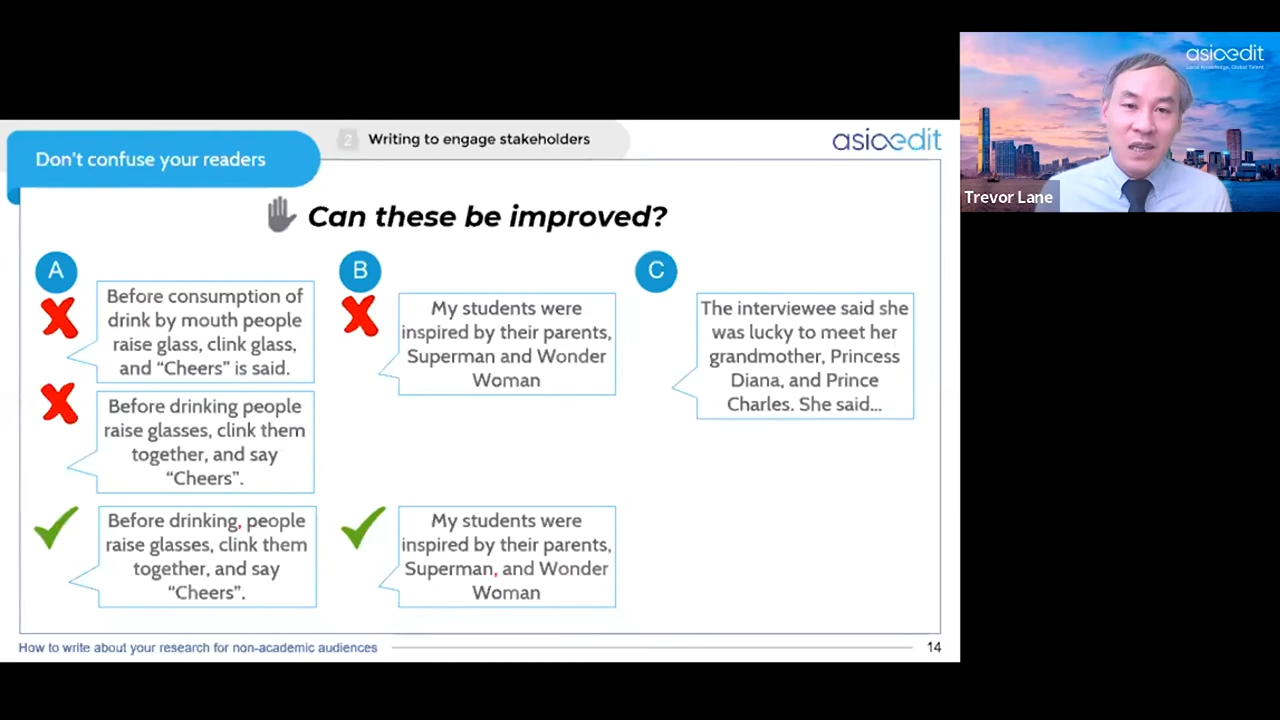 Don't confuse your readers
2 Writing to engage stakeholders
asiaedit
Can these be improved?
A
Before consumption of
drink by mouth people
raise glass, clink glass,
and “Cheers” is said.
Before drinking people
raise glasses, clink them
together, and say
“Cheers”.
Before drinking, people
raise glasses, clink them
together, and say
“Cheers”.
B
My students were
inspired by their parents,
Superman and Wonder
Woman
My students were
inspired by their parents,
Superman, and Wonder
Woman
C
The interviewee said she
was lucky to meet her
grandmother, Princess
Diana, and Prince
Charles. She said...
How to write about your research for non-academic audiences
14
asiaedit
Local Knowledge, Global Talent
Trevor Lane